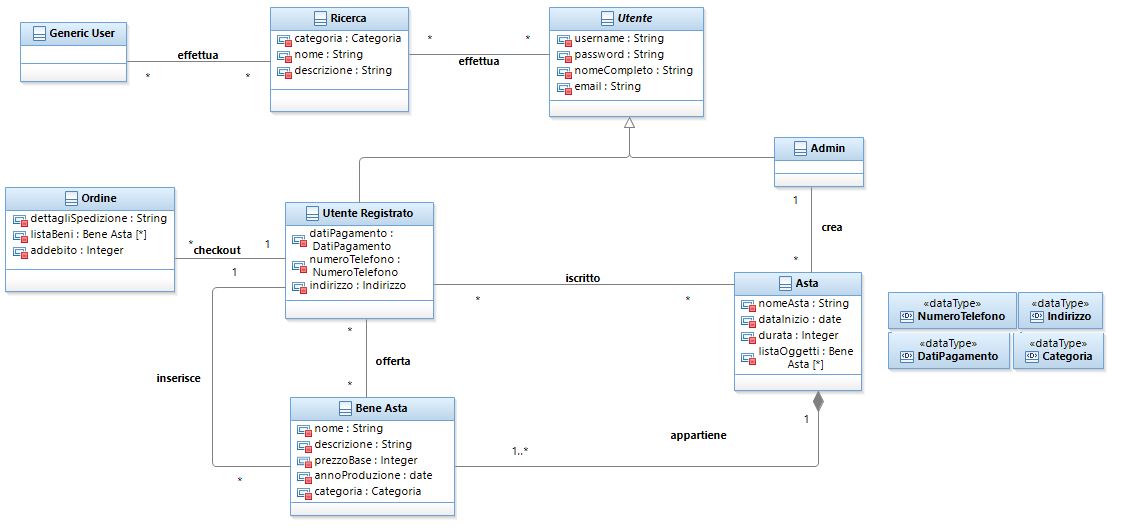 Generic User
effettua
*
*
Ricerca
categoria : Categoria
nome : String
descrizione : String
*
*
effettua
Utente
username : String
password : String
nomeCompleto : String
email : String
Admin
1
crea
*
Ordine
dettagliSpedizione : String
listaBeni : Bene Asta [*]
addebito : Integer
*
checkout
1
Utente Registrato
datiPagamento :
DatiPagamento
numeroTelefono :
NumeroTelefono
indirizzo : Indirizzo
1
inserisce
*
*
offerta
*
iscritto
*
*
Asta
nomeAsta : String
dataInizio : date
durata : Integer
listaOggetti : Bene
Asta [*]
«dataType»
NumeroTelefono
«dataType»
Indirizzo
«dataType»
DatiPagamento
«dataType»
Categoria
Bene Asta
nome : String
descrizione : String
prezzoBase : Integer
annoProduzione : date
categoria : Categoria
1
appartiene
1..*